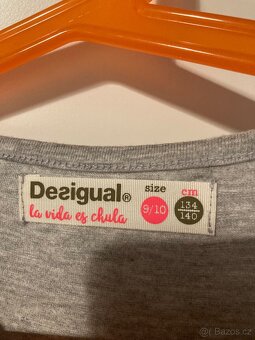 Desigual® size cm
la vida es chula 9/10 134
140
© Bazos.cz